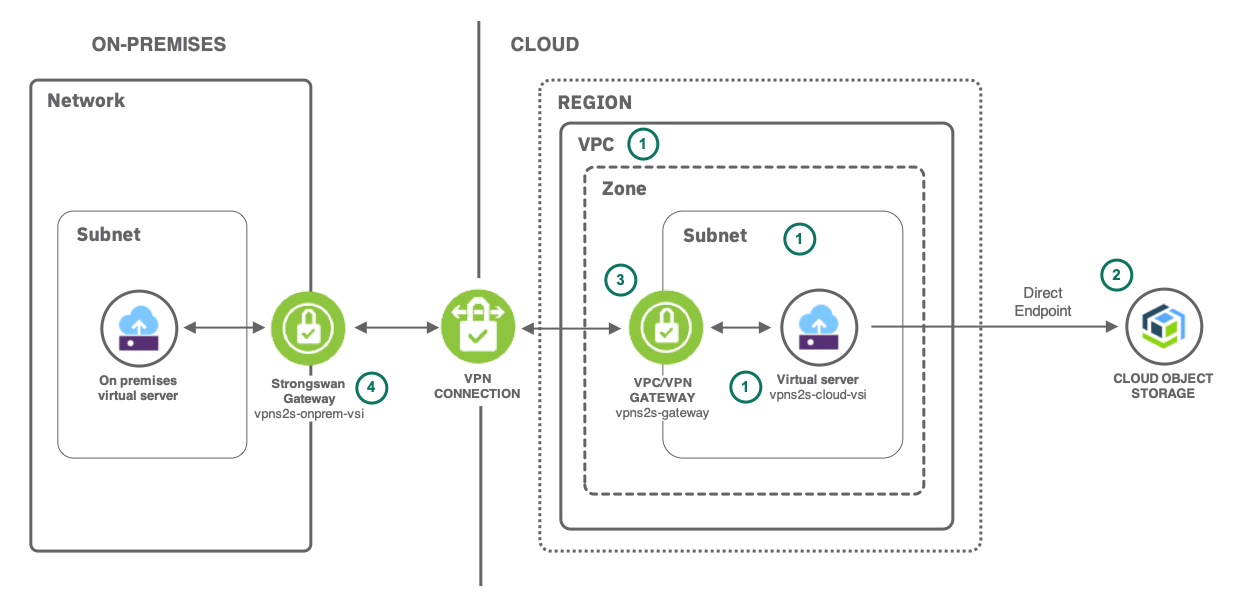 ON-PREMISES
CLOUD
Network
REGION
VPC
1
Zone
Subnet
Subnet
1
3
2
Direct
Endpoint
On premises
virtual server
Strongswan
Gateway
vpns2s-onprem-vsi
4
VPN
CONNECTION
VPC/VPN
GATEWAY
vpns2s-gateway
1
Virtual server
vpns2s-cloud-vsi
CLOUD OBJECT
STORAGE